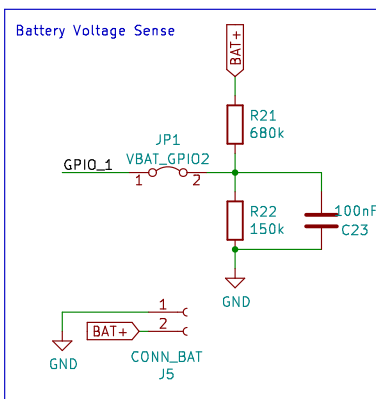 Battery Voltage Sense
BAT+
R21
680k
JP1
VBAT_GPIO2
GPIO_1
1
2
R22
150k
100nF
C23
GND
1
2
BAT+
GND
CONN_BAT
J5